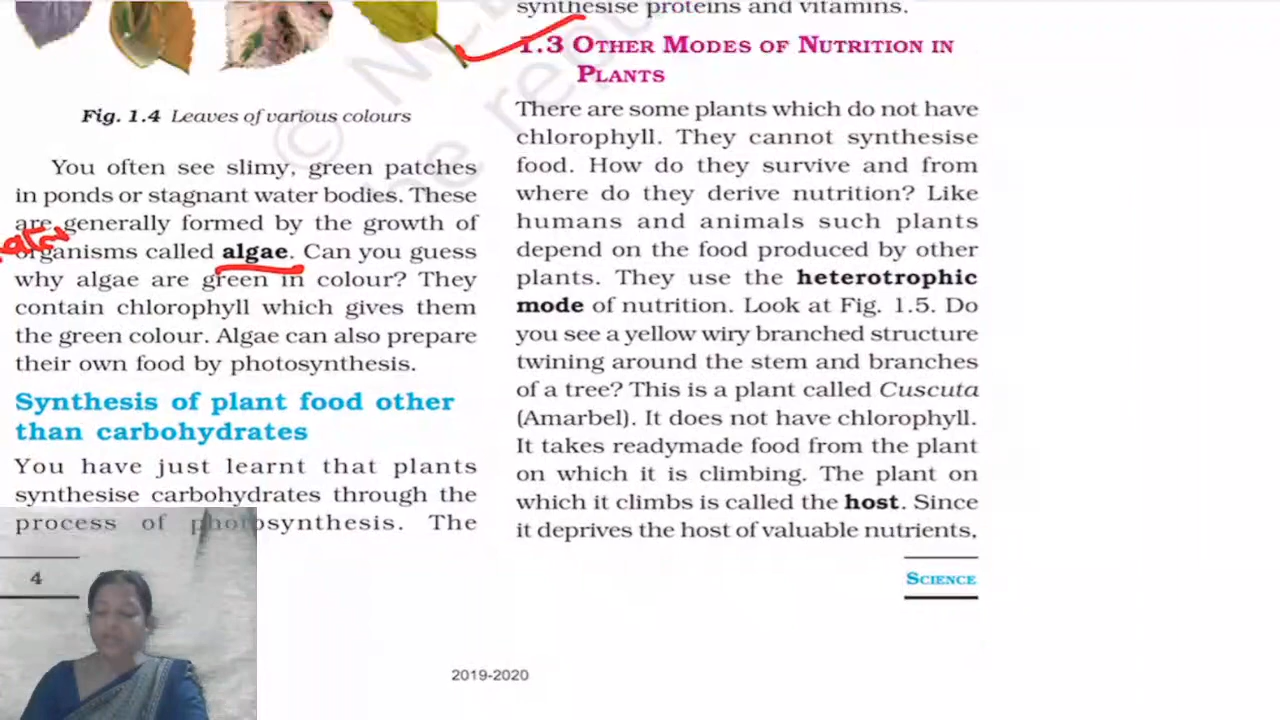 Fig. 1.4 Leaves of various colours
You often see slimy, green patches
in ponds or stagnant water bodies. These
are generally formed by the growth of
organisms called algae. Can you guess
why algae are green in colour? They
contain chlorophyll which gives them
the green colour. Algae can also prepare
their own food by photosynthesis.
Synthesis of plant food other
than carbohydrates
You have just learnt that plants
synthesise carbohydrates through the
process of photosynthesis. The
4
synthesise proteins and vitamins.
1.3 OTHER MODES OF NUTRITION IN
PLANTS
There are some plants which do not have
chlorophyll. They cannot synthesise
food. How do they survive and from
where do they derive nutrition? Like
humans and animals such plants
depend on the food produced by other
plants. They use the heterotrophic
mode of nutrition. Look at Fig. 1.5. Do
you see a yellow wiry branched structure
twining around the stem and branches
of a tree? This is a plant called Cuscuta
(Amarbel). It does not have chlorophyll.
It takes readymade food from the plant
on which it is climbing. The plant on
which it climbs is called the host. Since
it deprives the host of valuable nutrients,
SCIENCE
2019-2020